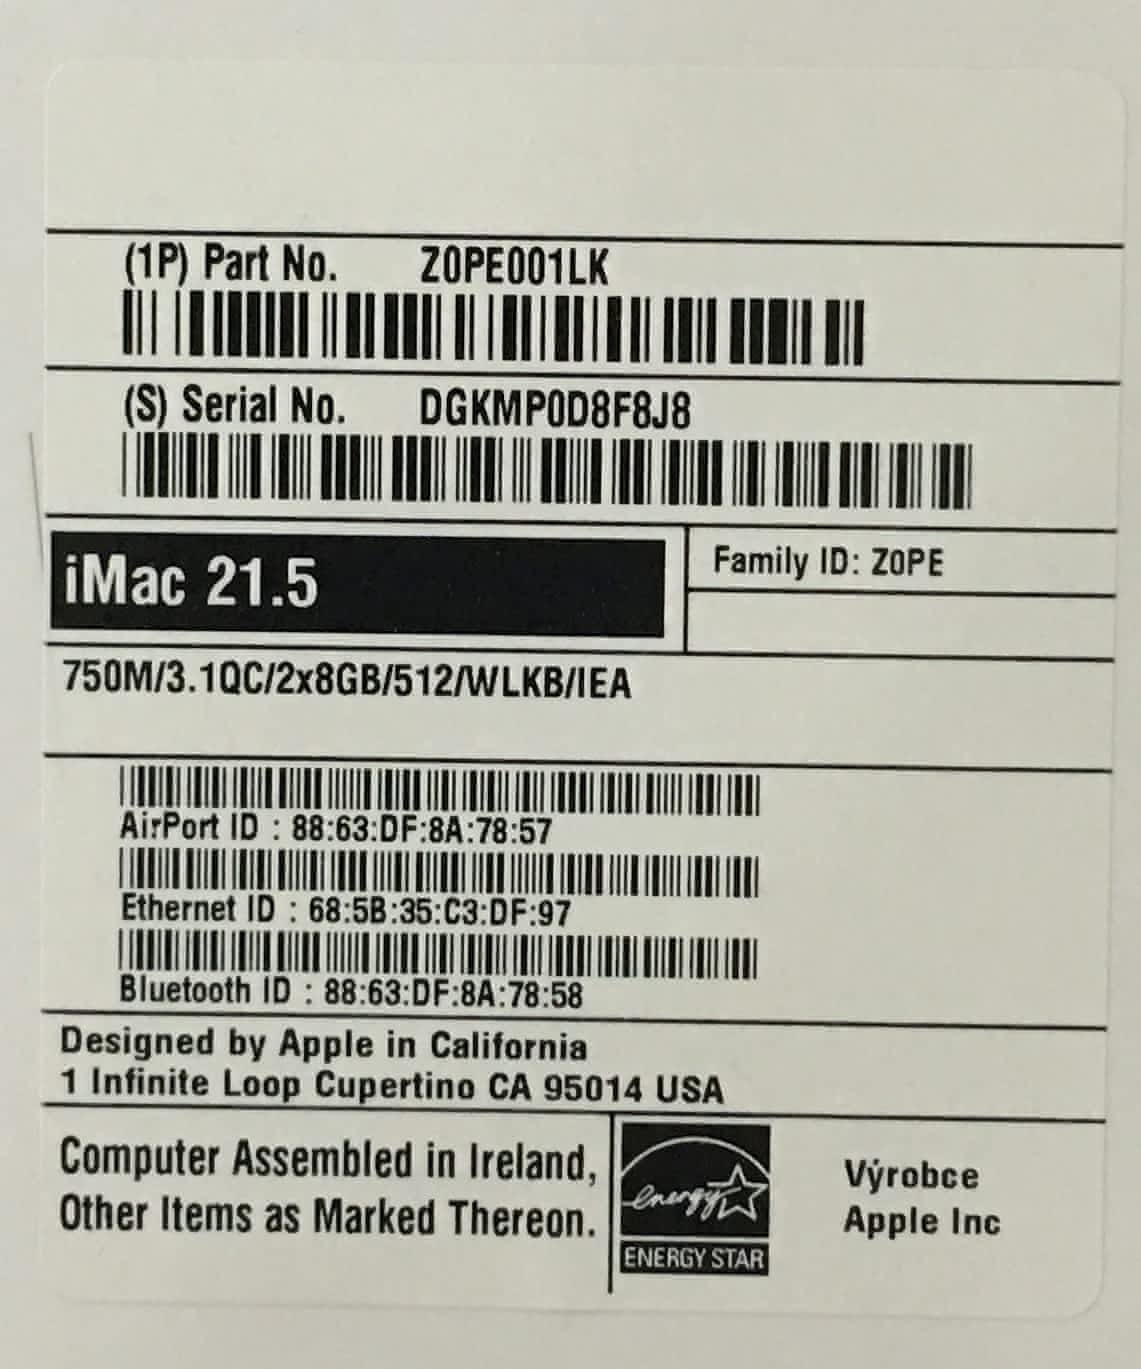 (1P) Part No. Z0PE001LK
(S) Serial No. DGKMP0D8F8J8
iMac 21.5
Family ID: Z0PE
750M/3.1QC/2x8GB/512/WLKB/IEA
AirPort ID : 88:63:DF:8A:78:57
Ethernet ID : 68:5B:35:C3:DF:97
Bluetooth ID : 88:63:DF:8A:78:58
Designed by Apple in California
1 Infinite Loop Cupertino CA 95014 USA
Computer Assembled in Ireland,
Other Items as Marked Thereon.
energy
ENERGY STAR
Výrobce
Apple Inc